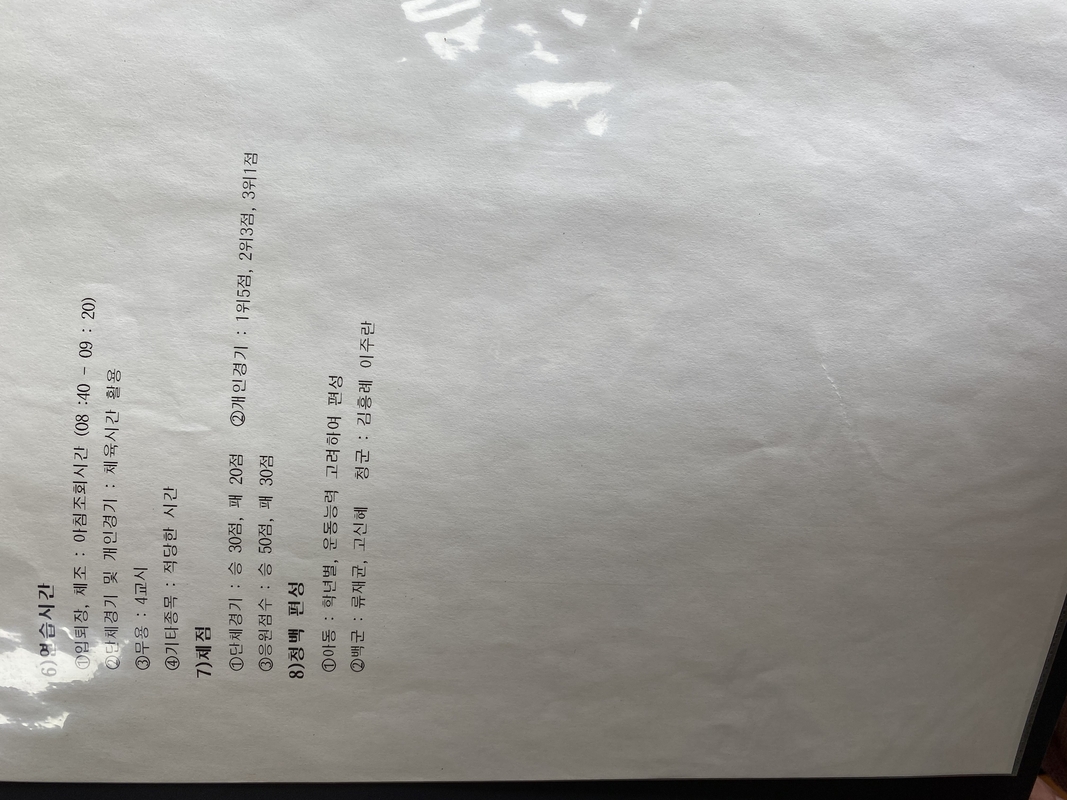 6)연습시간
①입퇴장, 체조 : 아침조회시간 (08 :40 - 09 : 20)
②단체경기 및 개인경기 : 체육시간 활용
③무용 : 4교시
④기타종목 : 적당한 시간
7)채점
①단체경기 : 승 30점, 패 20점 ②개인경기 : 1위5점, 2위3점, 3위1점
③응원점수 : 승 50점, 패 30점
8)청백 편성
①아동 : 학년별, 운동능력 고려하여 편성
②백군 : 류재균, 고신혜 청군 : 김흥례 이주란